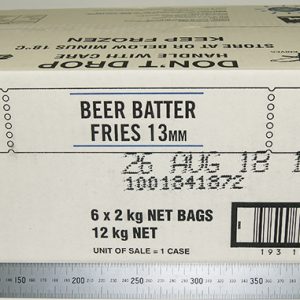 DON'T DROP
HANDLE WITH CARE
STORE AT OR BELOW MINUS 18°C
KEEP FROZEN
BEER BATTER
FRIES 13MM
26 AUG 18 1
1001841872
6 x 2 kg NET BAGS
12 kg NET
UNIT OF SALE = 1 CASE
19311
150 200 250 300 350